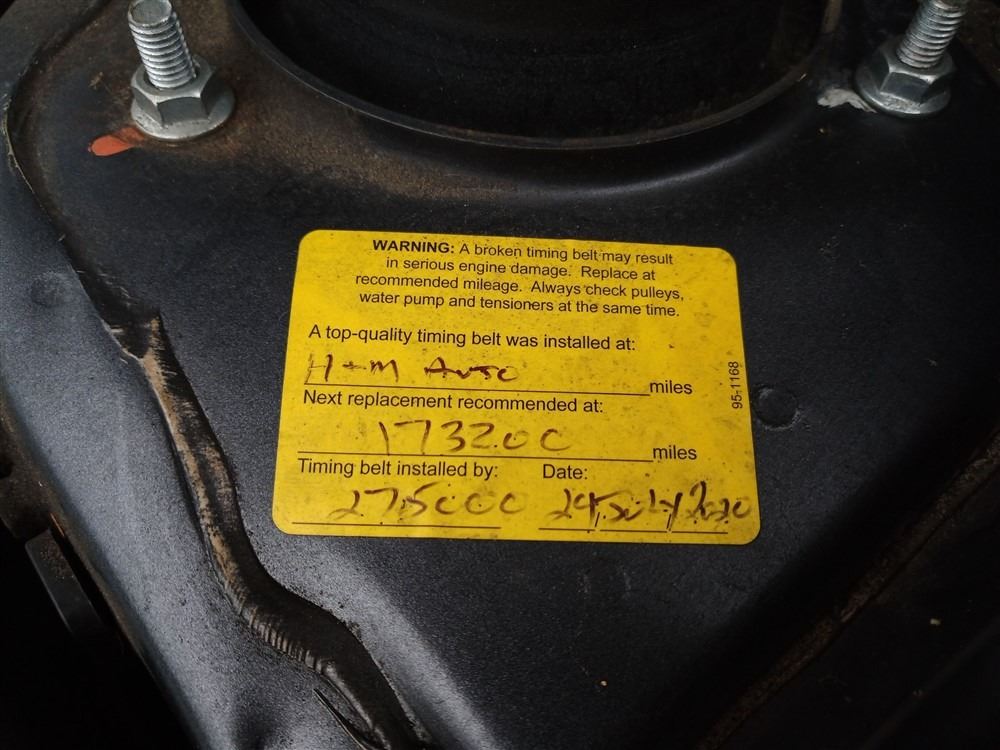 WARNING: A broken timing belt may result
in serious engine damage. Replace at
recommended mileage. Always check pulleys,
water pump and tensioners at the same time.
A top-quality timing belt was installed at:
H+M AUTO
miles
Next replacement recommended at:
173200
miles
Timing belt installed by: Date:
275000 24, JULY 2020
95-1168